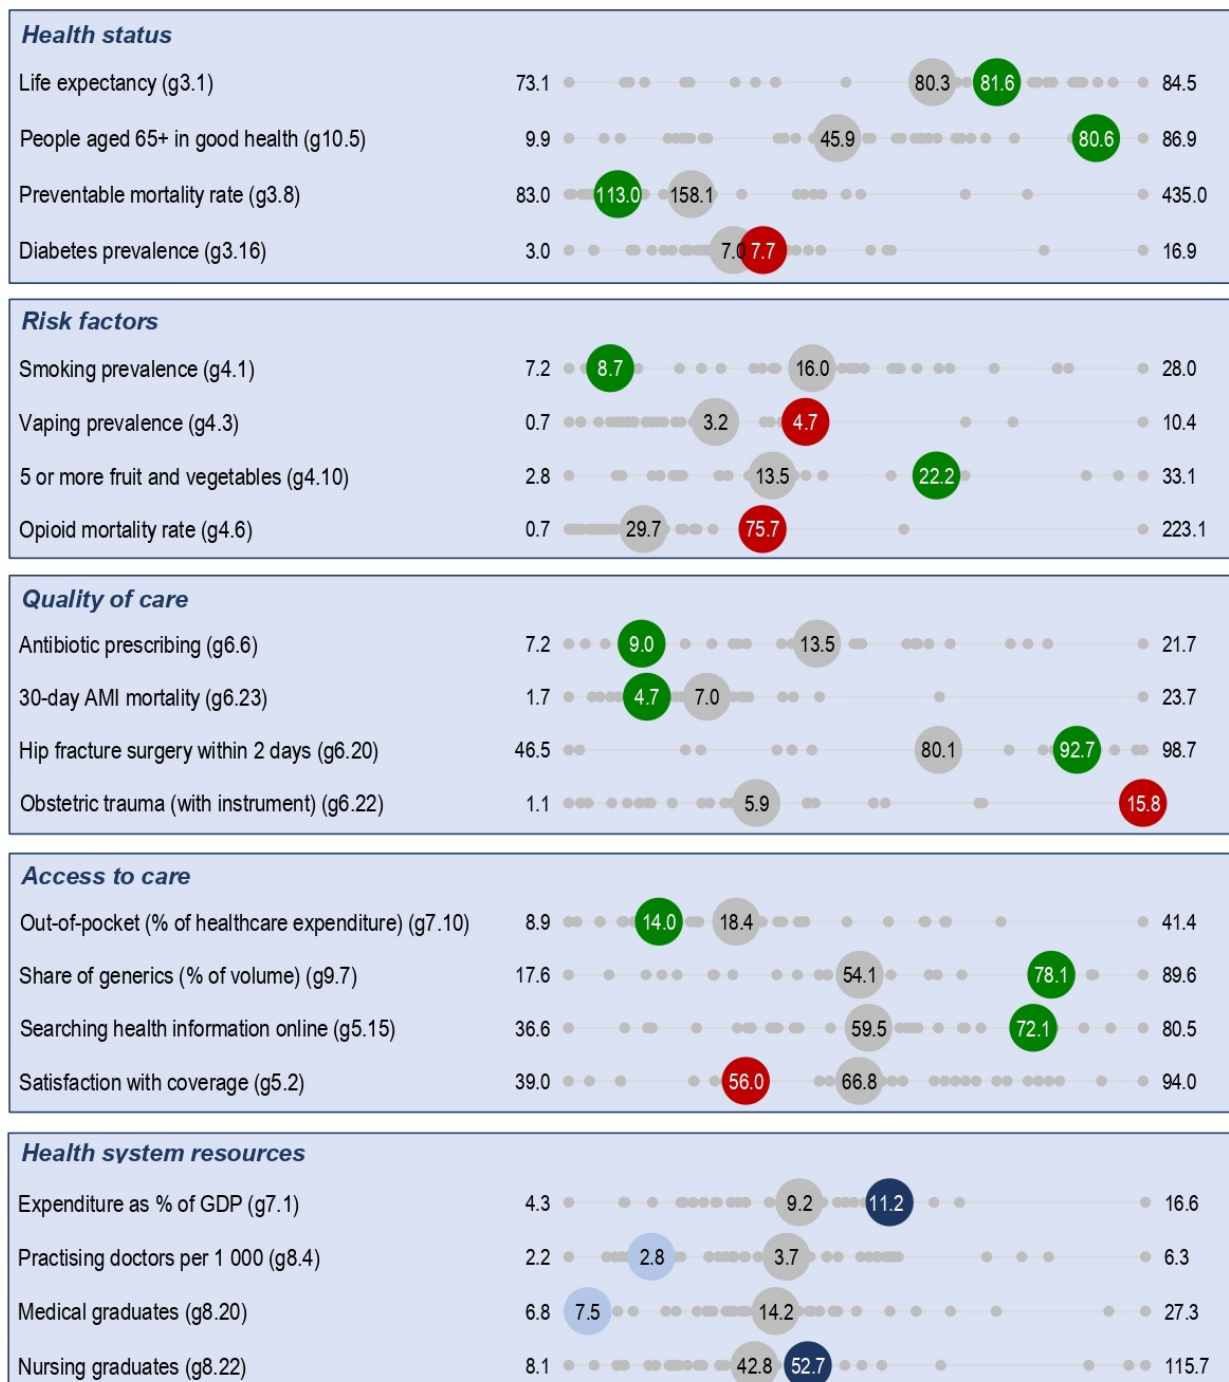 Health status
Life expectancy (g3.1) 73.1 80.3 81.6 84.5
People aged 65+ in good health (g10.5) 9.9 45.9 80.6 86.9
Preventable mortality rate (g3.8) 83.0 113.0 158.1 435.0
Diabetes prevalence (g3.16) 3.0 7.0 7.7 16.9
Risk factors
Smoking prevalence (g4.1) 7.2 8.7 16.0 28.0
Vaping prevalence (g4.3) 0.7 3.2 4.7 10.4
5 or more fruit and vegetables (g4.10) 2.8 13.5 22.2 33.1
Opioid mortality rate (g4.6) 0.7 29.7 75.7 223.1
Quality of care
Antibiotic prescribing (g6.6) 7.2 9.0 13.5 21.7
30-day AMI mortality (g6.23) 1.7 4.7 7.0 23.7
Hip fracture surgery within 2 days (g6.20) 46.5 80.1 92.7 98.7
Obstetric trauma (with instrument) (g6.22) 1.1 5.9 15.8
Access to care
Out-of-pocket (% of healthcare expenditure) (g7.10) 8.9 14.0 18.4 41.4
Share of generics (% of volume) (g9.7) 17.6 54.1 78.1 89.6
Searching health information online (g5.15) 36.6 59.5 72.1 80.5
Satisfaction with coverage (g5.2) 39.0 56.0 66.8 94.0
Health system resources
Expenditure as % of GDP (g7.1) 4.3 9.2 11.2 16.6
Practising doctors per 1 000 (g8.4) 2.2 2.8 3.7 6.3
Medical graduates (g8.20) 6.8 7.5 14.2 27.3
Nursing graduates (g8.22) 8.1 42.8 52.7 115.7